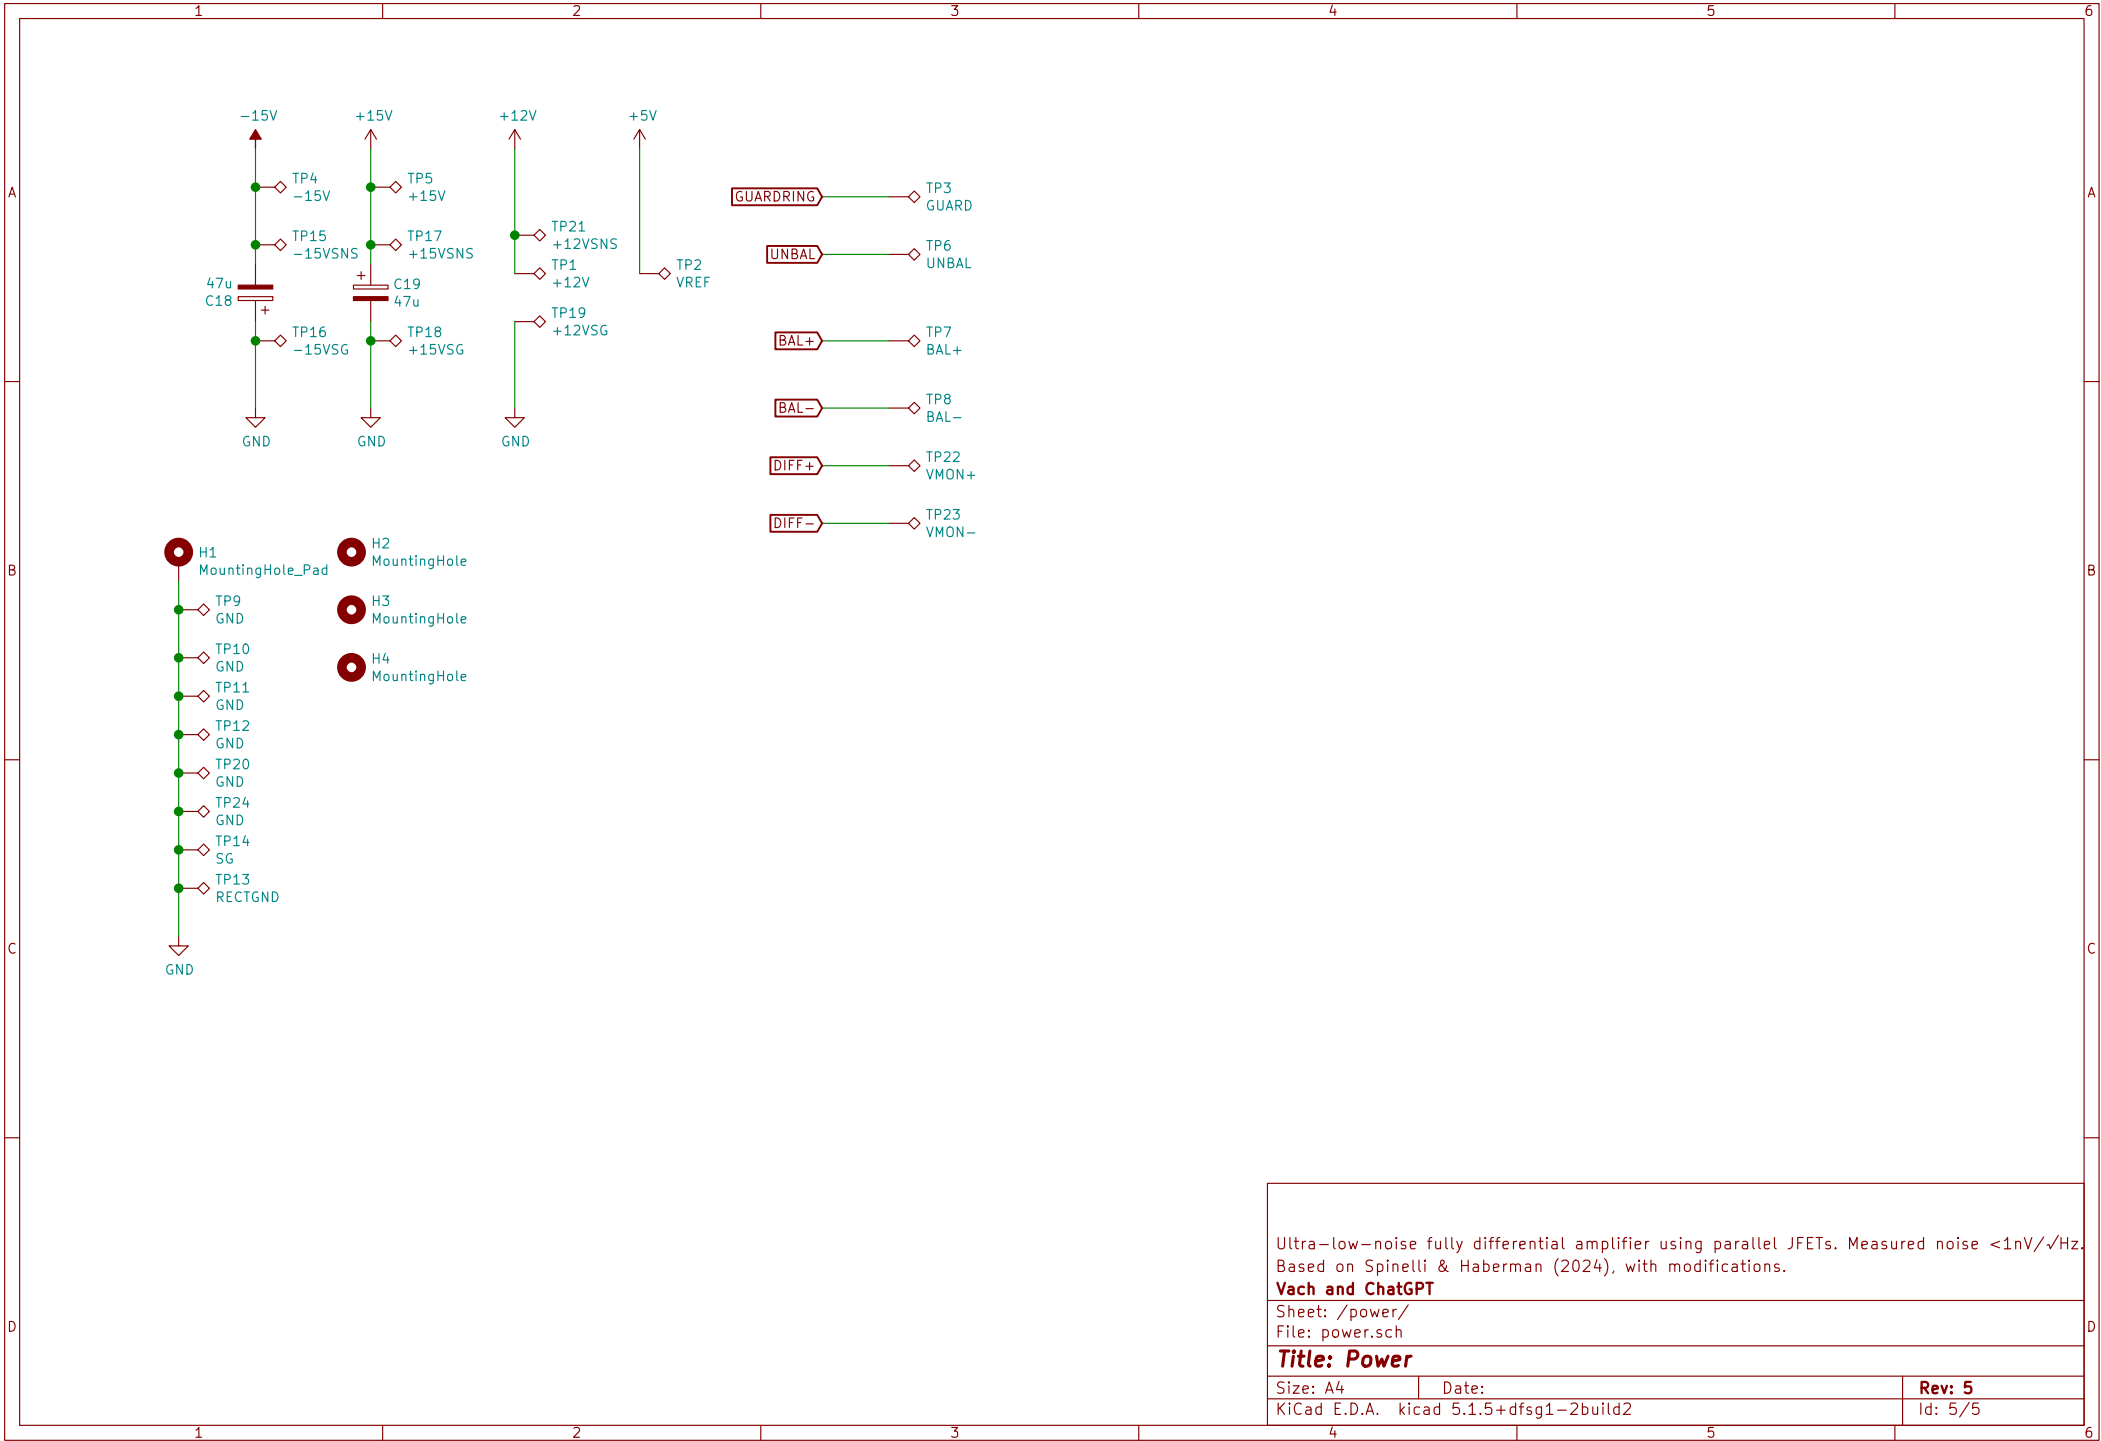 1 2 3 4 5 6
A A
B B
C C
D D
-15V
TP4
-15V
TP15
-15VSNS
47u
C18
+
TP16
-15VSG
GND
+15V
TP5
+15V
TP17
+15VSNS
+
C19
47u
TP18
+15VSG
GND
+12V
TP21
+12VSNS
TP1
+12V
TP19
+12VSG
GND
+5V
TP2
VREF
GUARDRING
TP3
GUARD
UNBAL
TP6
UNBAL
BAL+
TP7
BAL+
BAL-
TP8
BAL-
DIFF+
TP22
VMON+
DIFF-
TP23
VMON-
H1
MountingHole_Pad
TP9
GND
TP10
GND
TP11
GND
TP12
GND
TP20
GND
TP24
GND
TP14
SG
TP13
RECTGND
GND
H2
MountingHole
H3
MountingHole
H4
MountingHole
Ultra-low-noise fully differential amplifier using parallel JFETs. Measured noise <1nV/√Hz.
Based on Spinelli & Haberman (2024), with modifications.
Vach and ChatGPT
Sheet: /power/
File: power.sch
Title: Power
Size: A4 Date: Rev: 5
KiCad E.D.A. kicad 5.1.5+dfsg1-2build2 Id: 5/5
1 2 3 4 5 6